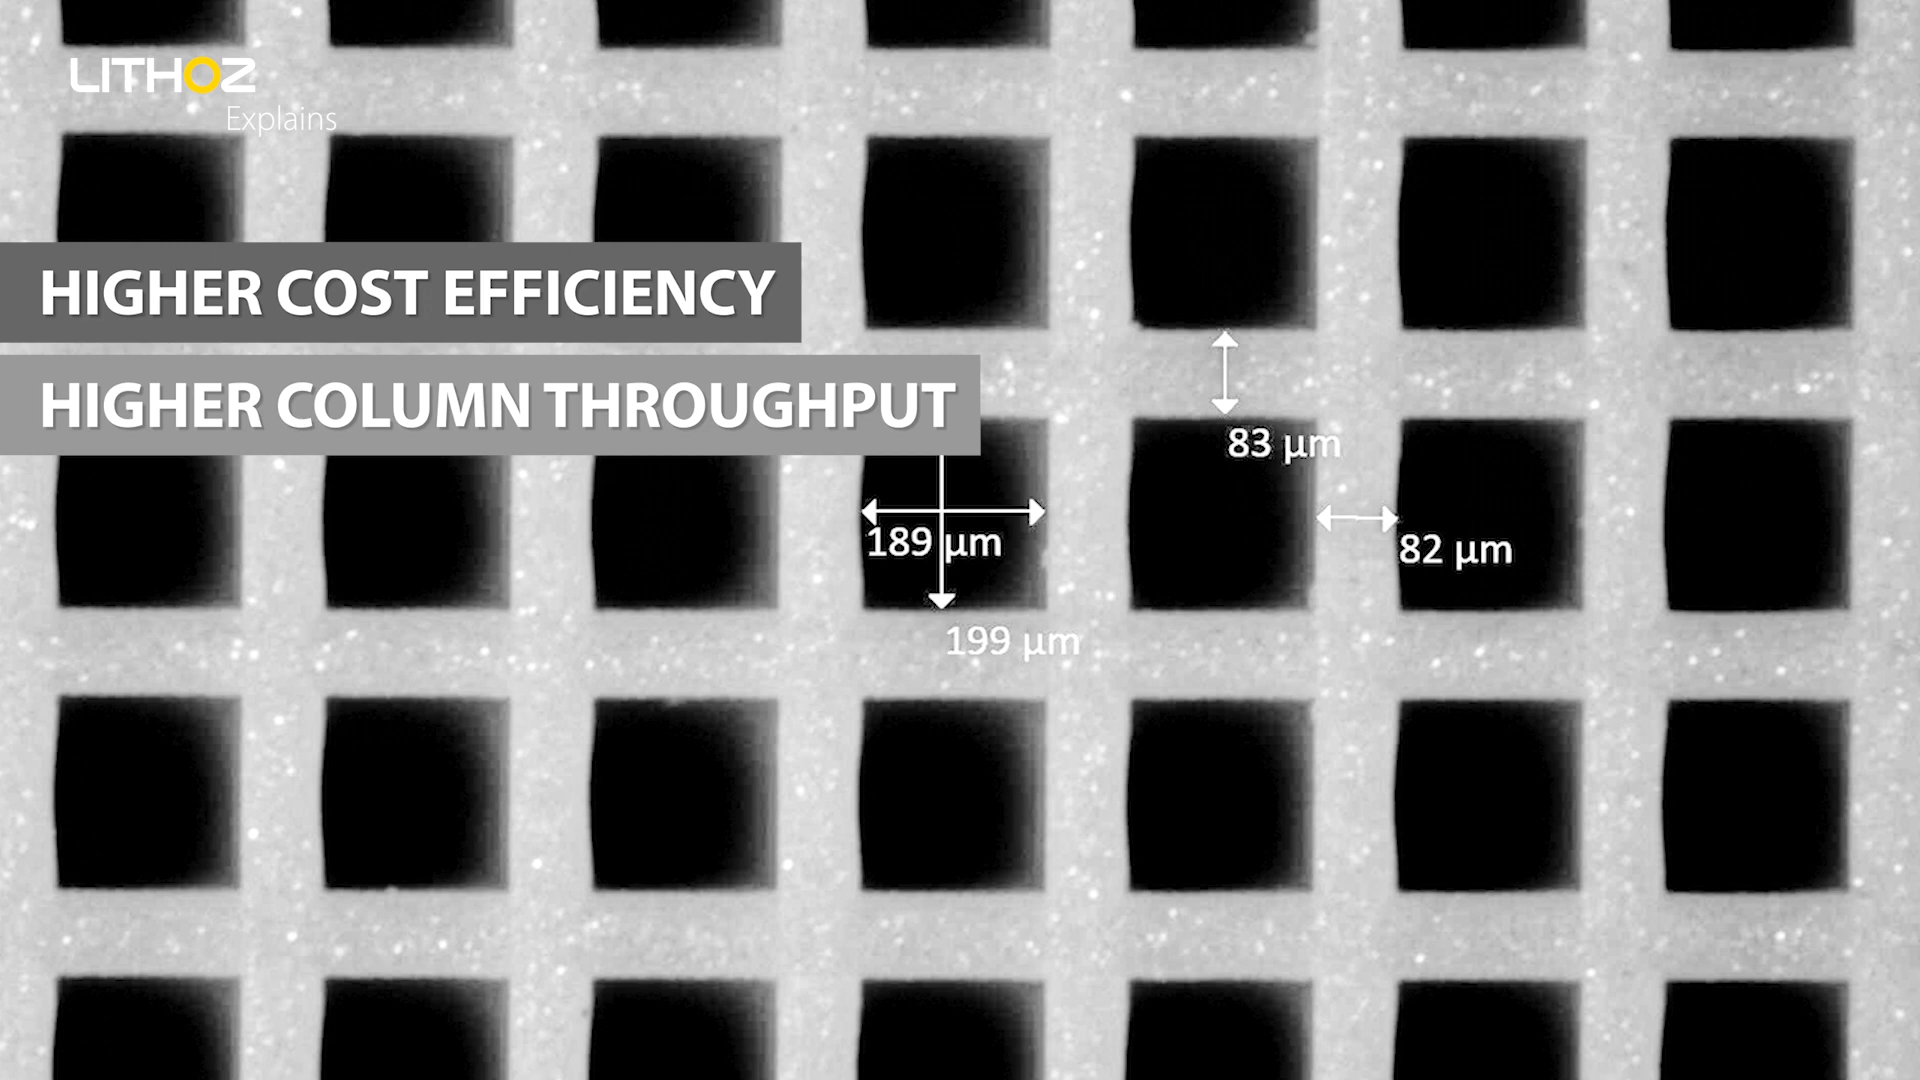 LITHOZ
Explains
HIGHER COST EFFICIENCY
HIGHER COLUMN THROUGHPUT
83 µm
189 µm
82 µm
199 µm